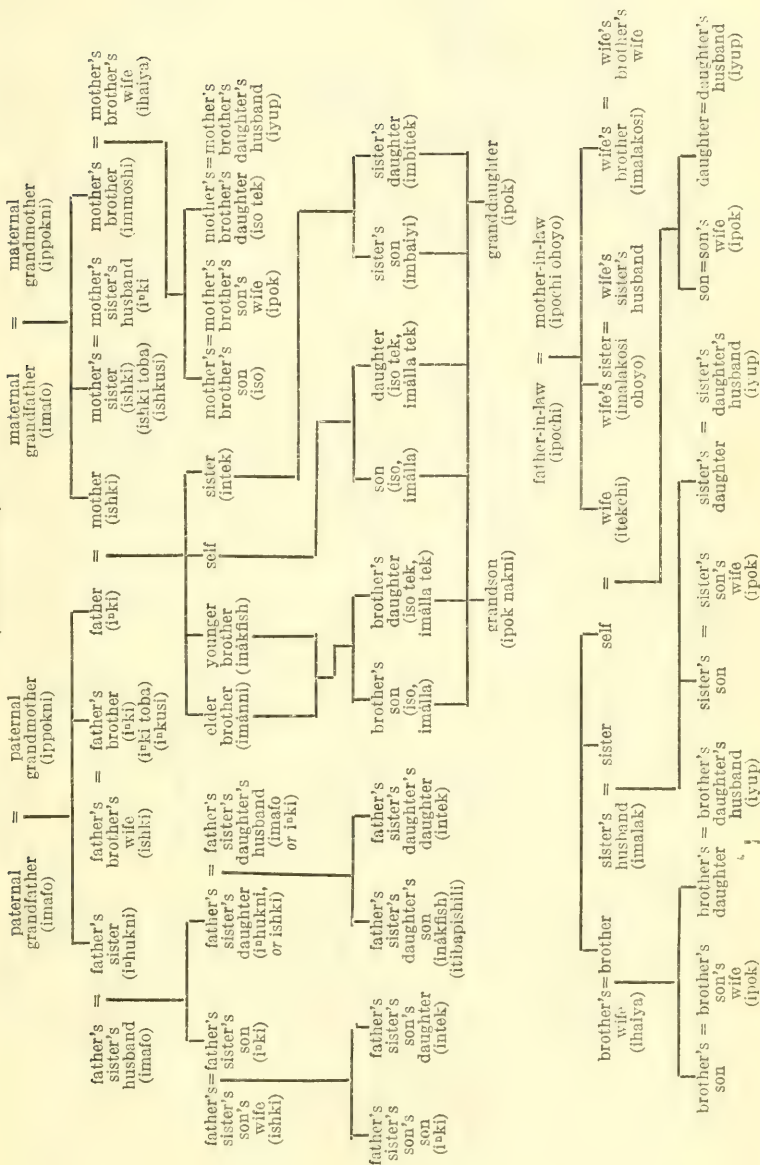 paternal
grandfather
(imafo)
=
paternal
grandmother
(ippokni)
maternal
grandfather
(imafo)
=
maternal
grandmother
(ippokni)
father's
sister's
husband
(imafo)
=
father's
sister
(iⁿhukni)
father's
brother's
wife
(ishki)
=
father's
brother
(iⁿki)
(iⁿki toba)
(iⁿkusi)
father
(iⁿki)
=
mother
(ishki)
mother's
sister
(ishki)
(ishki toba)
(ishkusi)
=
mother's
sister's
husband
(iⁿki)
mother's
brother
(immoshi)
=
mother's
brother's
wife
(ihaiya)
father's
sister's
son's
wife
(ishki)
=
father's
sister's
son
(iⁿki)
father's
sister's
daughter
(iⁿhukni,
or ishki)
=
father's
sister's
daughter's
husband
(imafo
or iⁿki)
elder
brother
(imánni)
younger
brother
(inákfish)
self
sister
(intek)
mother's
brother's
son
(iso)
=
mother's
brother's
son's
wife
(ipok)
mother's
brother's
daughter
(iso tek)
=
mother's
brother's
daughter's
husband
(iyup)
father's
sister's
son's
son
(iⁿki)
father's
sister's
son's
daughter
(intek)
father's
sister's
daughter's
son
(inákfish)
(itibapishili)
father's
sister's
daughter's
daughter
(intek)
brother's
son
(iso,
imálla)
brother's
daughter
(iso tek,
imálla tek)
son
(iso,
imálla)
daughter
(iso tek,
imálla tek)
sister's
son
(imbaiyi)
sister's
daughter
(imbitek)
grandson
(ipok nakni)
granddaughter
(ipok)
father-in-law
(ipochi)
=
mother-in-law
(ipochi ohoyo)
brother's
wife
(ihaiya)
=
brother
sister's
husband
(imalak)
=
sister
self
=
wife
(itekchi)
wife's sister
(imalakosi
ohoyo)
=
wife's
sister's
husband
wife's
brother
(imalakosi)
=
wife's
brother's
wife
brother's
son
=
brother's
son's
wife
(ipok)
brother's
daughter
=
brother's
daughter's
husband
(iyup)
sister's
son
=
sister's
son's
wife
(ipok)
sister's
daughter
=
sister's
daughter's
husband
(iyup)
son
=
son's
wife
(ipok)
daughter
=
daughter's
husband
(iyup)